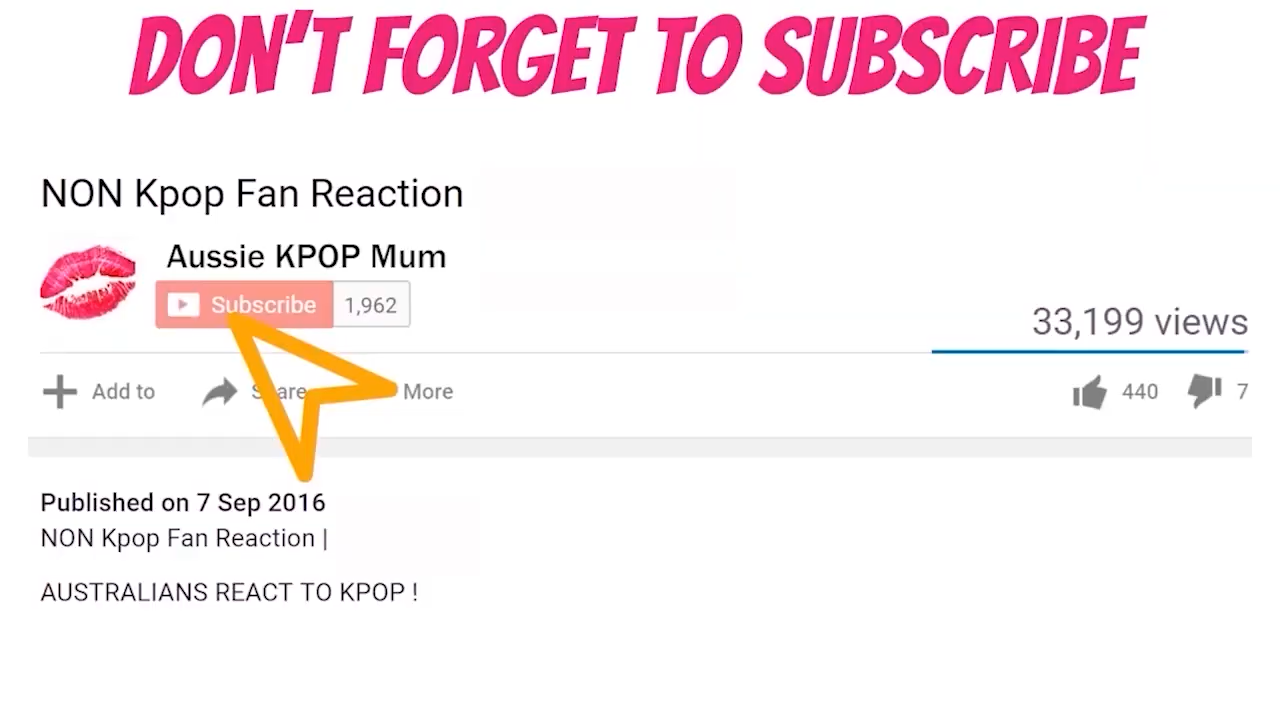 DON'T FORGET TO SUBSCRIBE
NON Kpop Fan Reaction
Aussie KPOP Mum
Subscribe 1,962
33,199 views
Add to Share More 440 7
Published on 7 Sep 2016
NON Kpop Fan Reaction |
AUSTRALIANS REACT TO KPOP !